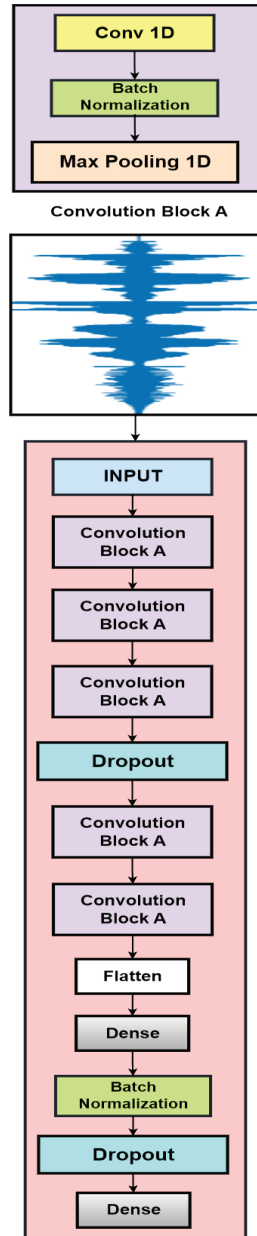 Conv 1D
Batch
Normalization
Max Pooling 1D
Convolution Block A
INPUT
Convolution
Block A
Convolution
Block A
Convolution
Block A
Dropout
Convolution
Block A
Convolution
Block A
Flatten
Dense
Batch
Normalization
Dropout
Dense